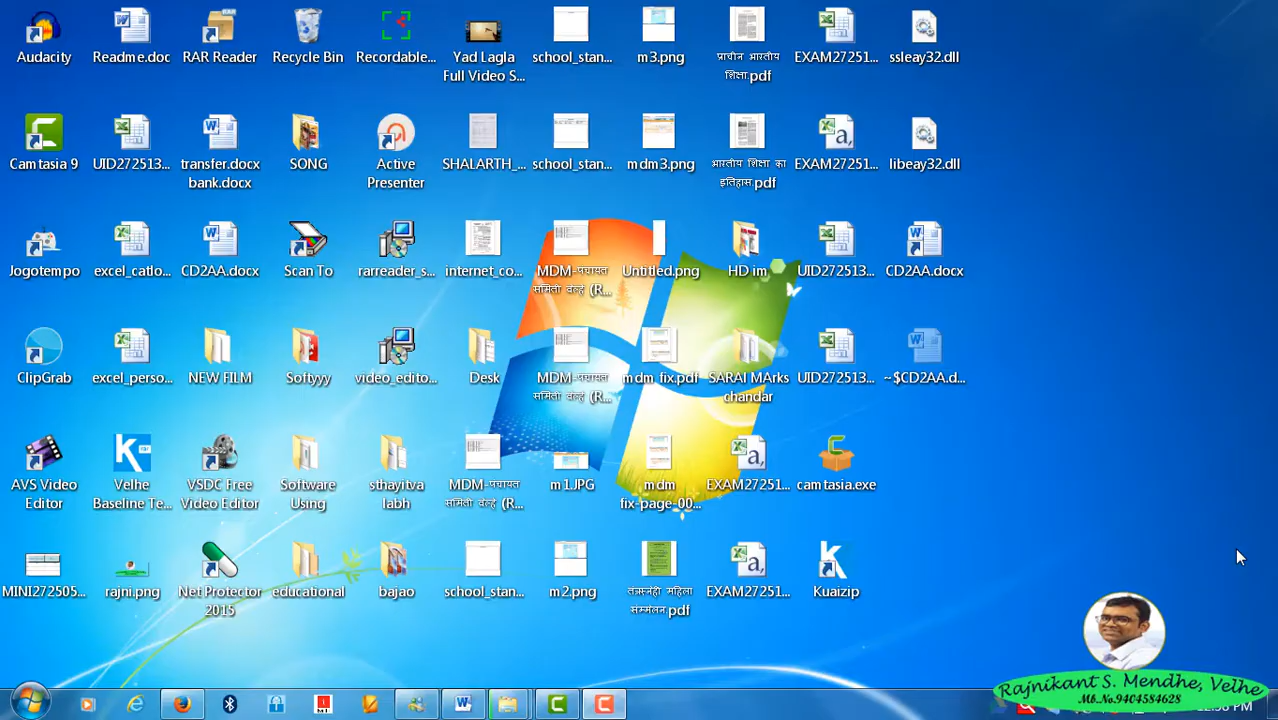 Audacity
Readme.doc
RAR Reader
Recycle Bin
Recordable...
Yad Lagla
Full Video S...
school_stan...
m3.png
प्राचीन भारतीय
शिक्षा.pdf
EXAM27251...
ssleay32.dll
Camtasia 9
UID272513...
transfer.docx
bank.docx
SONG
Active
Presenter
SHALARTH_...
school_stan...
mdm3.png
भारतीय शिक्षा का
इतिहास.pdf
EXAM27251...
libeay32.dll
Jogotempo
excel_catlo...
CD2AA.docx
Scan To
rarreader_s...
internet_co...
MDM-पंचायत
समिती वेल्हे (R...
Untitled.png
HD im
UID272513...
CD2AA.docx
ClipGrab
excel_perso...
NEW FILM
Softyyy
video_edito...
Desk
MDM-पंचायत
समिती वेल्हे (R...
mdm_fix.pdf
SARAI MArks
chandar
UID272513...
~$CD2AA.d...
AVS Video
Editor
Velhe
Baseline Te...
VSDC Free
Video Editor
Software
Using
sthayitva
labh
MDM-पंचायत
समिती वेल्हे (R...
m1.JPG
mdm
fix-page-00...
EXAM27251...
camtasia.exe
MINI272505...
rajni.png
Net Protector
2015
educational
bajao
school_stan...
m2.png
महिला
संम्मेलन.pdf
EXAM27251...
Kuaizip
Rajnikant S. Mendhe, Velhe
Mb.No.9404584628